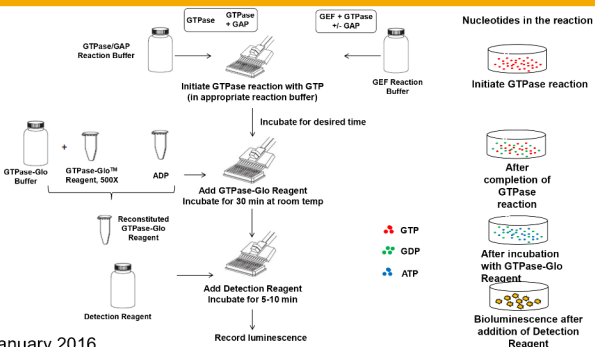 GTPase
GTPase
+ GAP
GEF + GTPase
+/- GAP
Nucleotides in the reaction
GTPase/GAP
Reaction Buffer
GEF Reaction
Buffer
Initiate GTPase reaction with GTP
(in appropriate reaction buffer)
Initiate GTPase reaction
Incubate for desired time
+
GTPase-Glo
Buffer
GTPase-Glo™
Reagent, 500X
ADP
Add GTPase-Glo Reagent
Incubate for 30 min at room temp
After
completion of
GTPase
reaction
Reconstituted
GTPase-Glo
Reagent
GTP
GDP
ATP
After incubation
with GTPase-Glo
Reagent
Detection Reagent
Add Detection Reagent
Incubate for 5-10 min
Bioluminescence after
addition of Detection
Reagent
Record luminescence
anuary 2016